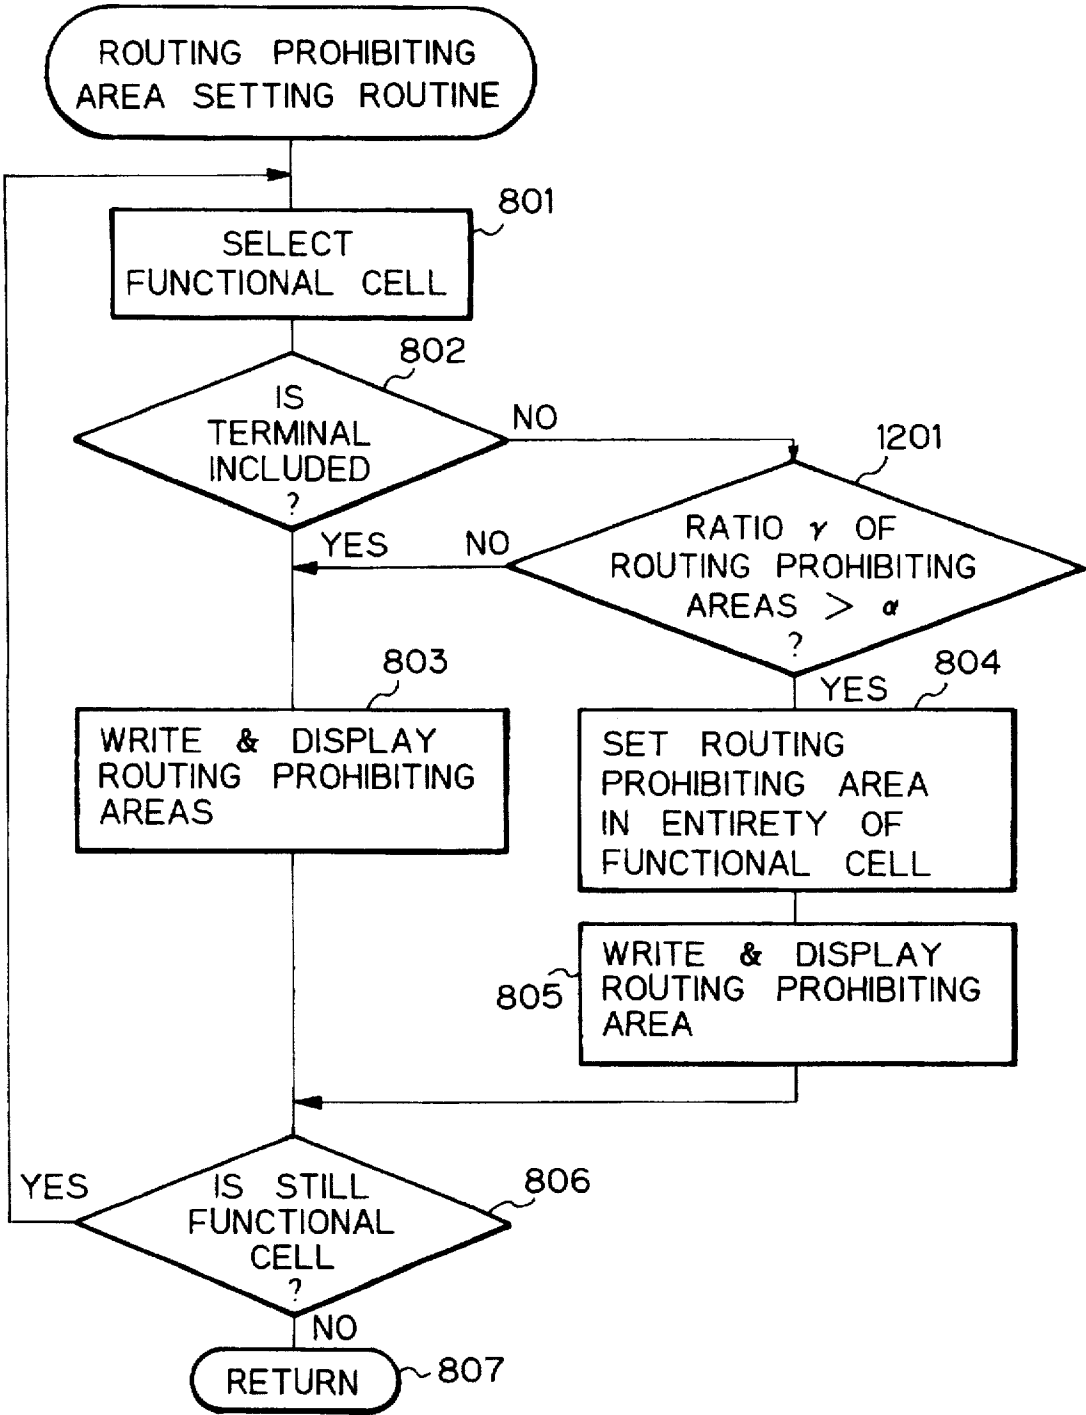 ROUTING PROHIBITING
AREA SETTING ROUTINE
801
SELECT
FUNCTIONAL CELL
802
IS
TERMINAL
INCLUDED
?
NO
YES
1201
RATIO γ OF
ROUTING PROHIBITING
AREAS > α
?
NO
YES
803
WRITE & DISPLAY
ROUTING PROHIBITING
AREAS
804
SET ROUTING
PROHIBITING AREA
IN ENTIRETY OF
FUNCTIONAL CELL
805
WRITE & DISPLAY
ROUTING PROHIBITING
AREA
806
IS STILL
FUNCTIONAL
CELL
?
YES
NO
RETURN
807